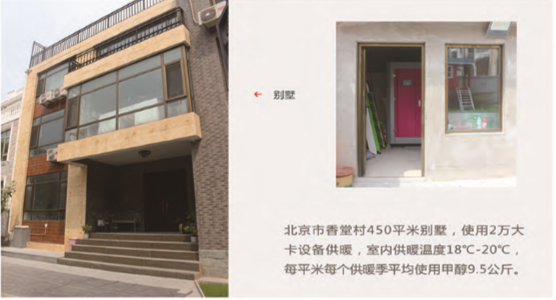 别墅
北京市香堂村450平米别墅，使用2万大
卡设备供暖，室内供暖温度18℃-20℃，
每平米每个供暖季平均使用甲醇9.5公斤。